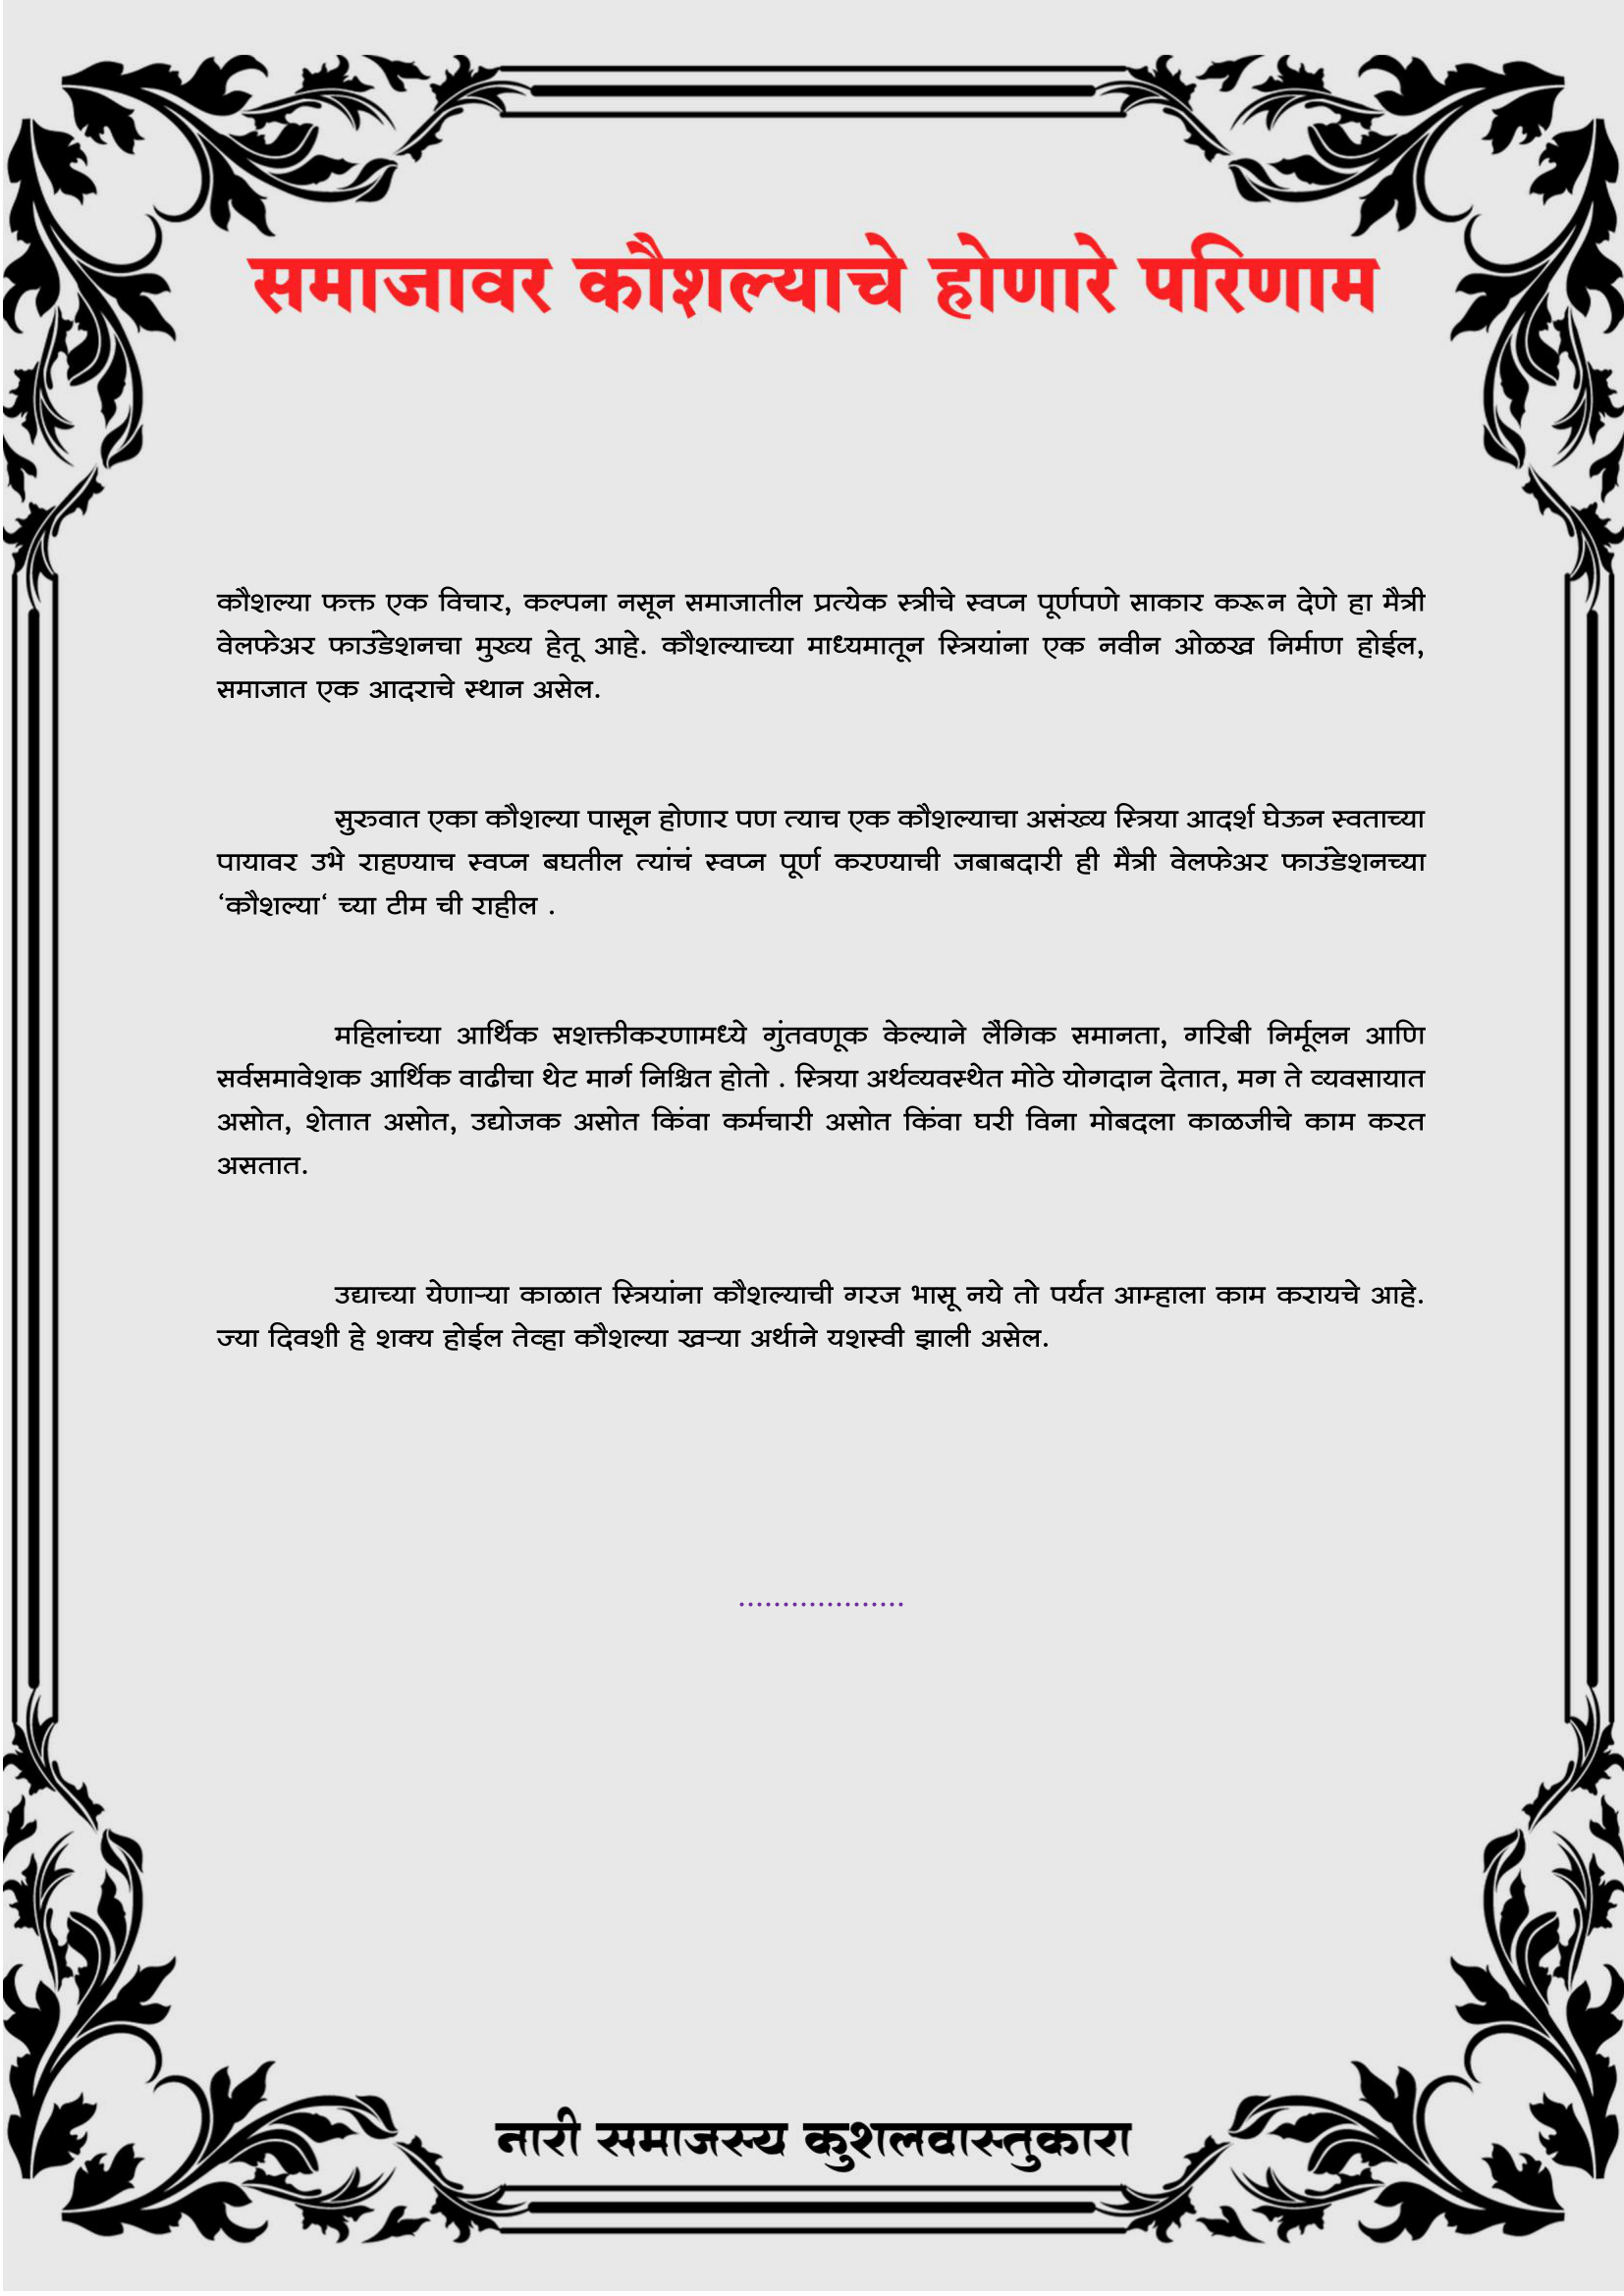 समाजावर कौशल्याचे होणारे परिणाम
कौशल्या फक्त एक विचार, कल्पना नसून समाजातील प्रत्येक स्त्रीचे स्वप्न पूर्णपणे साकार करून देणे हा मैत्री
वेलफेअर फाउंडेशनचा मुख्य हेतू आहे. कौशल्याच्या माध्यमातून स्त्रियांना एक नवीन ओळख निर्माण होईल,
समाजात एक आदराचे स्थान असेल.
सुरुवात एका कौशल्या पासून होणार पण त्याच एक कौशल्याचा असंख्य स्त्रिया आदर्श घेऊन स्वताच्या
पायावर उभे राहण्याच स्वप्न बघतील त्यांचं स्वप्न पूर्ण करण्याची जबाबदारी ही मैत्री वेलफेअर फाउंडेशनच्या
‘कौशल्या‘ च्या टीम ची राहील .
महिलांच्या आर्थिक सशक्तीकरणामध्ये गुंतवणूक केल्याने लैंगिक समानता, गरिबी निर्मूलन आणि
सर्वसमावेशक आर्थिक वाढीचा थेट मार्ग निश्चित होतो . स्त्रिया अर्थव्यवस्थेत मोठे योगदान देतात, मग ते व्यवसायात
असोत, शेतात असोत, उद्योजक असोत किंवा कर्मचारी असोत किंवा घरी विना मोबदला काळजीचे काम करत
असतात.
उद्याच्या येणाऱ्या काळात स्त्रियांना कौशल्याची गरज भासू नये तो पर्यंत आम्हाला काम करायचे आहे.
ज्या दिवशी हे शक्य होईल तेव्हा कौशल्या खऱ्या अर्थाने यशस्वी झाली असेल.
...................
नारी समाजस्य कुशलवास्तुकारा